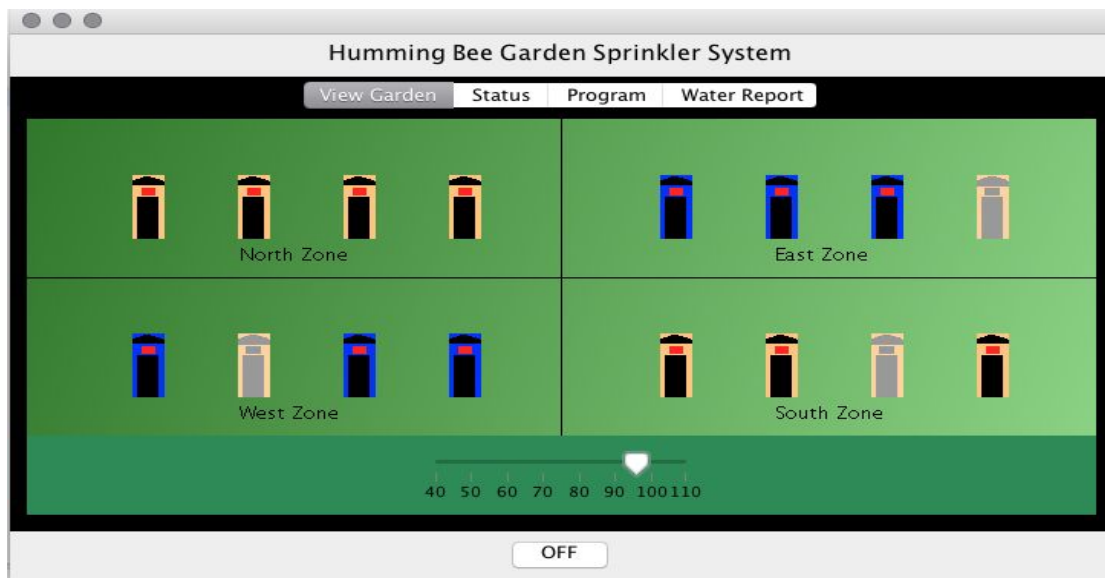 Humming Bee Garden Sprinkler System
View Garden Status Program Water Report
North Zone East Zone
West Zone South Zone
40 50 60 70 80 90 100 110
OFF